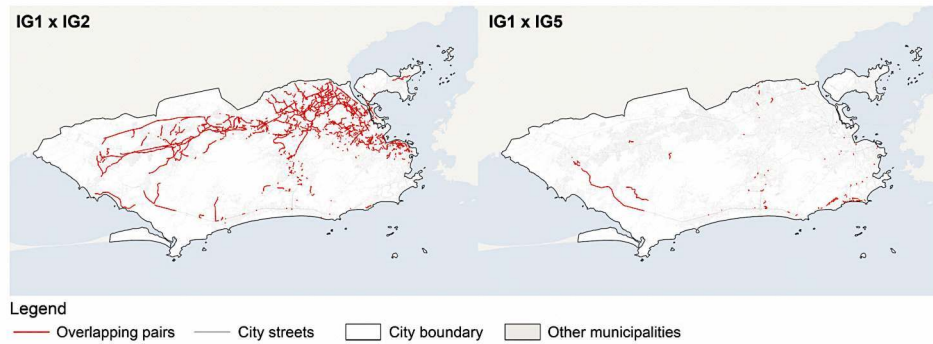 IG1 x IG2
IG1 x IG5
Legend
Overlapping pairs City streets City boundary Other municipalities